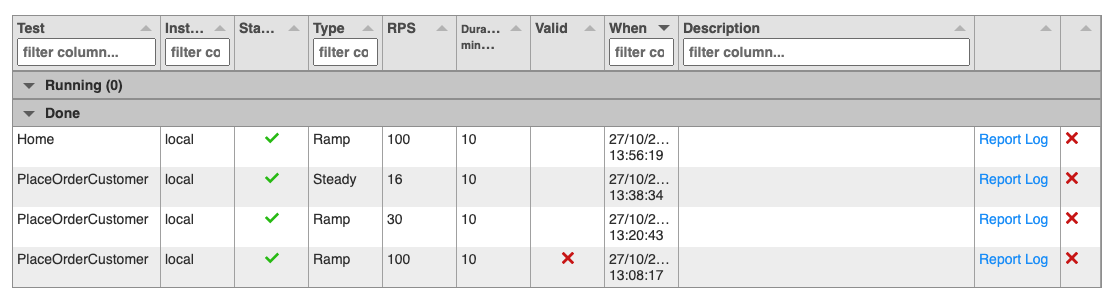 Test Inst... Sta... Type RPS Dura... min... Valid When Description
filter column... filter co filter co filter co filter column...
Running (0)
Done
Home local Ramp 100 10 27/10/2... 13:56:19 Report Log
PlaceOrderCustomer local Steady 16 10 27/10/2... 13:38:34 Report Log
PlaceOrderCustomer local Ramp 30 10 27/10/2... 13:20:43 Report Log
PlaceOrderCustomer local Ramp 100 10 27/10/2... 13:08:17 Report Log